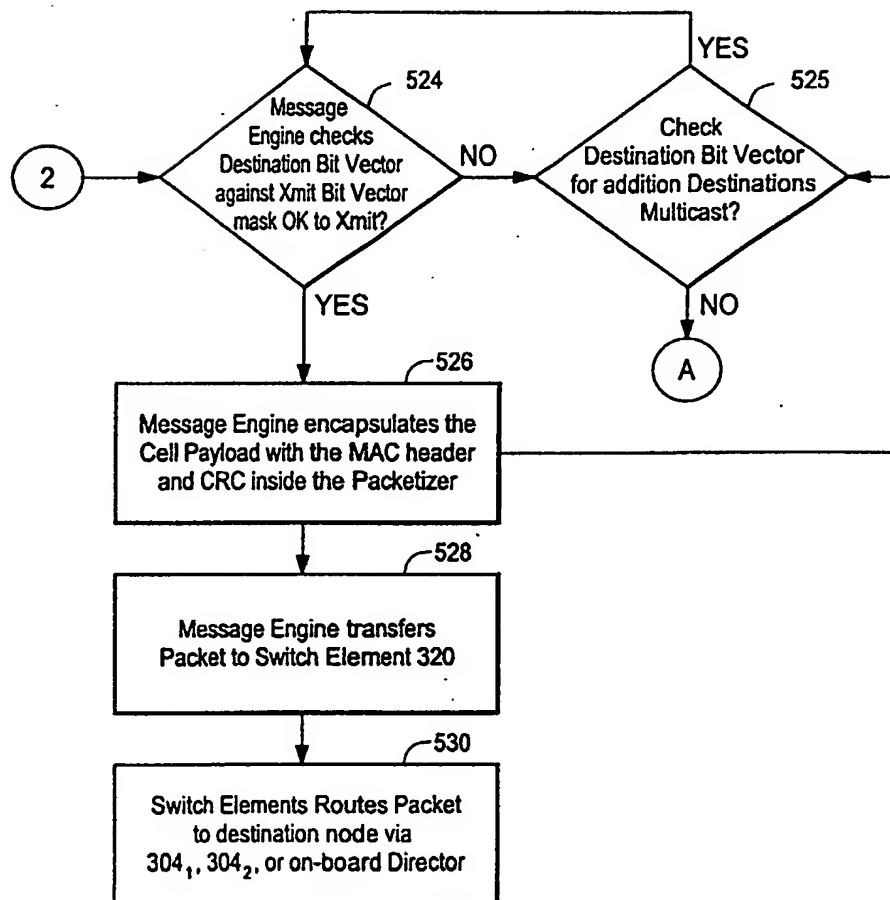 YES
524
525
Message
Engine checks
Destination Bit Vector
against Xmit Bit Vector
mask OK to Xmit?
2
NO
Check
Destination Bit Vector
for addition Destinations
Multicast?
YES
NO
A
526
Message Engine encapsulates the
Cell Payload with the MAC header
and CRC inside the Packetizer
528
Message Engine transfers
Packet to Switch Element 320
530
Switch Elements Routes Packet
to destination node via
304₁, 304₂, or on-board Director